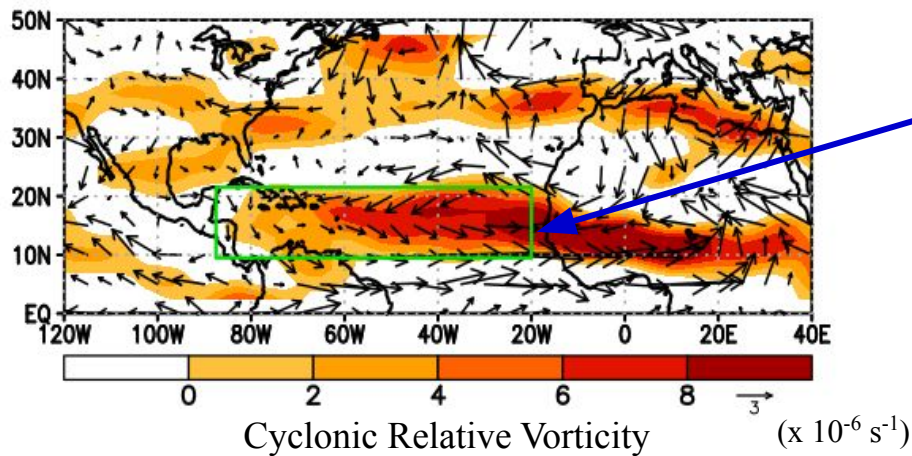 50N
40N
30N
20N
10N
EQ
120W 100W 80W 60W 40W 20W 0 20E 40E
0 2 4 6 8 3
Cyclonic Relative Vorticity (x 10⁻⁶ s⁻¹)